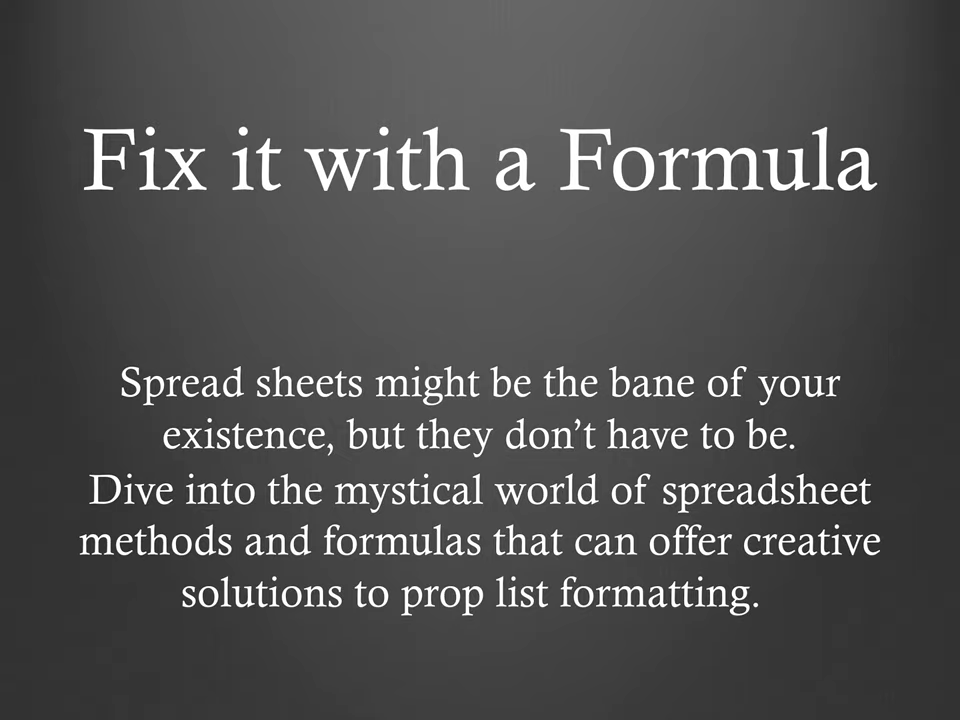 Fix it with a Formula
Spread sheets might be the bane of your
existence, but they don’t have to be.
Dive into the mystical world of spreadsheet
methods and formulas that can offer creative
solutions to prop list formatting.